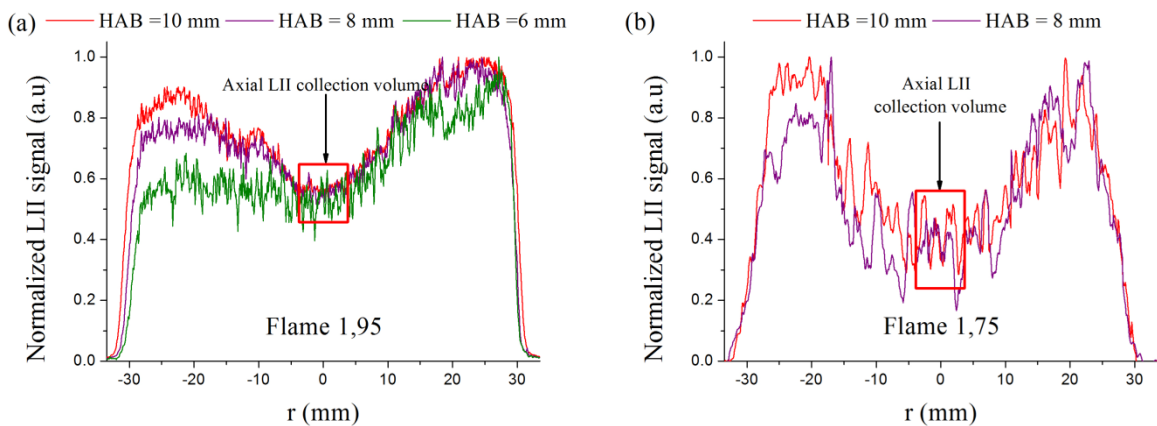 (a)
HAB =10 mm HAB = 8 mm HAB =6 mm
Normalized LII signal (a.u)
1.0
0.8
0.6
0.4
0.2
0.0
Axial LII collection volume
Flame 1,95
-30 -20 -10 0 10 20 30
r (mm)
(b)
HAB =10 mm HAB = 8 mm
Normalized LII signal (a.u)
1.0
0.8
0.6
0.4
0.2
0.0
Axial LII
collection volume
Flame 1,75
-30 -20 -10 0 10 20 30
r (mm)